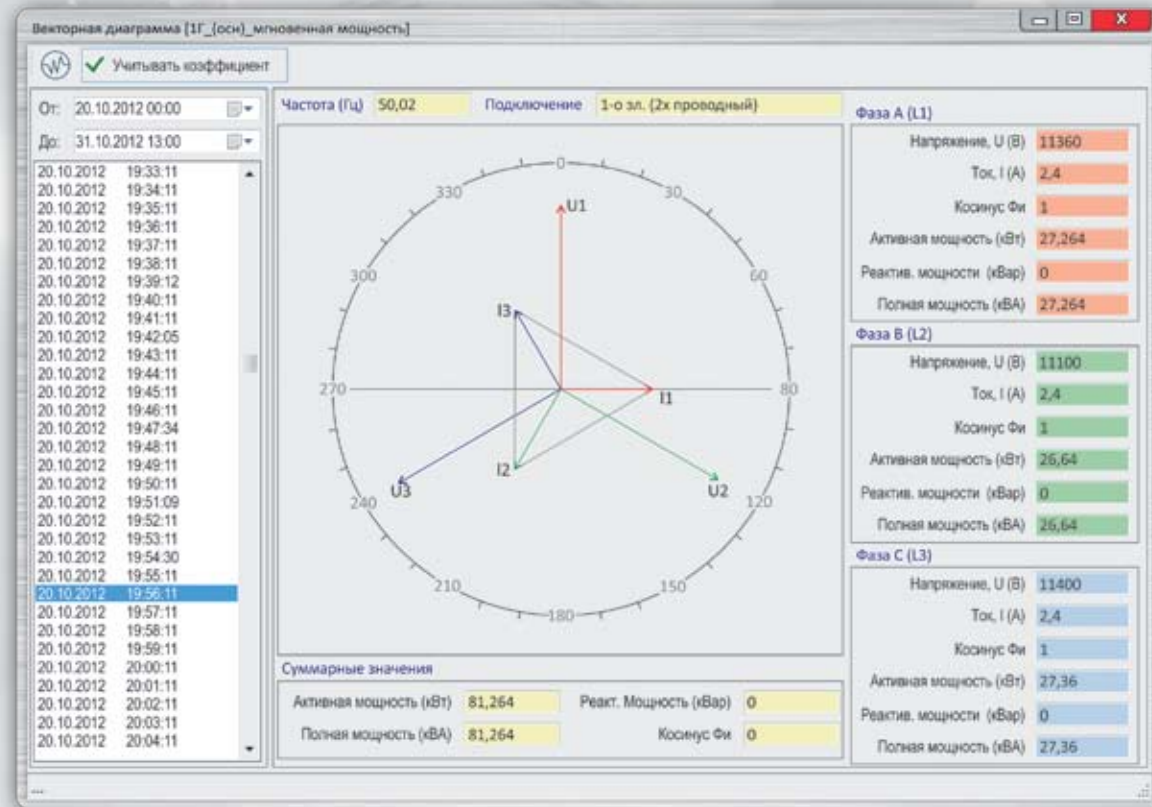 Векторная диаграмма [1Г_(осн)_мгновенная мощность]
Учитывать коэффициент
От: 20.10.2012 00:00
До: 31.10.2012 13:00
20.10.2012 19:33:11
20.10.2012 19:34:11
20.10.2012 19:35:11
20.10.2012 19:36:11
20.10.2012 19:37:11
20.10.2012 19:38:11
20.10.2012 19:39:12
20.10.2012 19:40:11
20.10.2012 19:41:11
20.10.2012 19:42:05
20.10.2012 19:43:11
20.10.2012 19:44:11
20.10.2012 19:45:11
20.10.2012 19:46:11
20.10.2012 19:47:34
20.10.2012 19:48:11
20.10.2012 19:49:11
20.10.2012 19:50:11
20.10.2012 19:51:09
20.10.2012 19:52:11
20.10.2012 19:53:11
20.10.2012 19:54:30
20.10.2012 19:55:11
20.10.2012 19:56:11
20.10.2012 19:57:11
20.10.2012 19:58:11
20.10.2012 19:59:11
20.10.2012 20:00:11
20.10.2012 20:01:11
20.10.2012 20:02:11
20.10.2012 20:03:11
20.10.2012 20:04:11
Частота (Гц) 50,02 Подключение 1-о эл. (2х проводный)
0
330
30
U1
300
60
I3
270
80
I1
I2
U3
U2
240
120
210
150
180
Суммарные значения
Активная мощность (кВт) 81,264 Реакт. Мощность (кВар) 0
Полная мощность (кВА) 81,264 Косинус Фи 0
Фаза A (L1)
Напряжение, U (В) 11360
Ток, I (А) 2,4
Косинус Фи 1
Активная мощность (кВт) 27,264
Реактив. мощности (кВар) 0
Полная мощность (кВА) 27,264
Фаза B (L2)
Напряжение, U (В) 11100
Ток, I (А) 2,4
Косинус Фи 1
Активная мощность (кВт) 26,64
Реактив. мощности (кВар) 0
Полная мощность (кВА) 26,64
Фаза C (L3)
Напряжение, U (В) 11400
Ток, I (А) 2,4
Косинус Фи 1
Активная мощность (кВт) 27,36
Реактив. мощности (кВар) 0
Полная мощность (кВА) 27,36
...